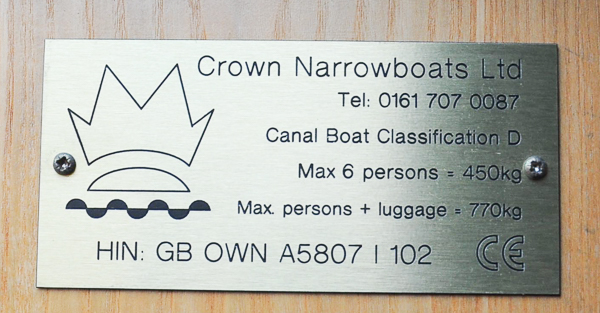 Crown Narrowboats Ltd
Tel: 0161 707 0087
Canal Boat Classification D
Max 6 persons = 450kg
Max. persons + luggage = 770kg
HIN: GB OWN A5807 I 102 CE